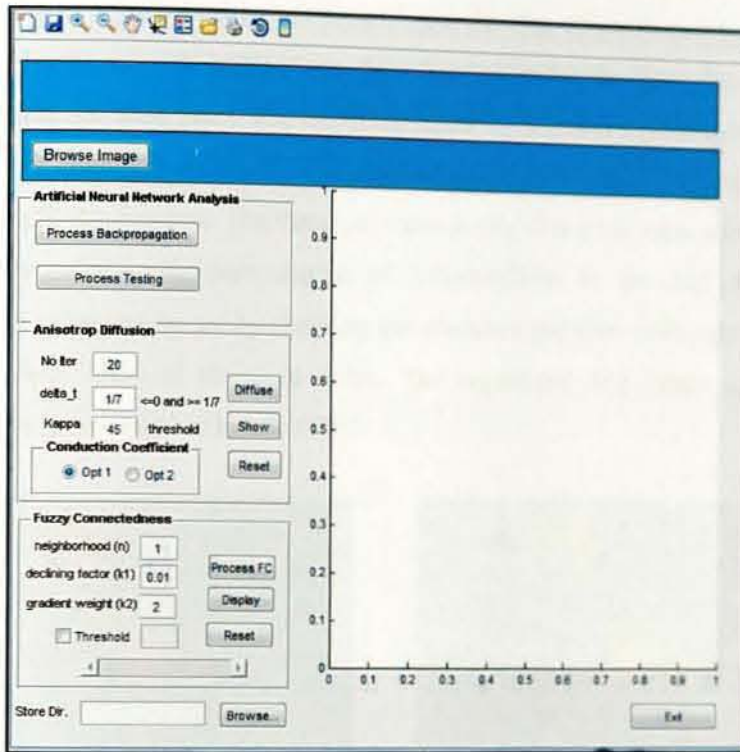 Browse Image
Artificial Neural Network Analysis
Process Backpropagation
Process Testing
Anisotrop Diffusion
No Iter 20
delta_t 1/7 <=0 and >= 1/7
Diffuse
Kappa 45 threshold
Show
Conduction Coefficient
Opt 1 Opt 2
Reset
Fuzzy Connectedness
neighborhood (n) 1
declining factor (k1) 0.01
Process FC
gradient weight (k2) 2
Display
Threshold
Reset
Store Dir.
Browse...
1
0.9
0.8
0.7
0.6
0.5
0.4
0.3
0.2
0.1
0
0 0.1 0.2 0.3 0.4 0.5 0.6 0.7 0.8 0.9 1
Exit